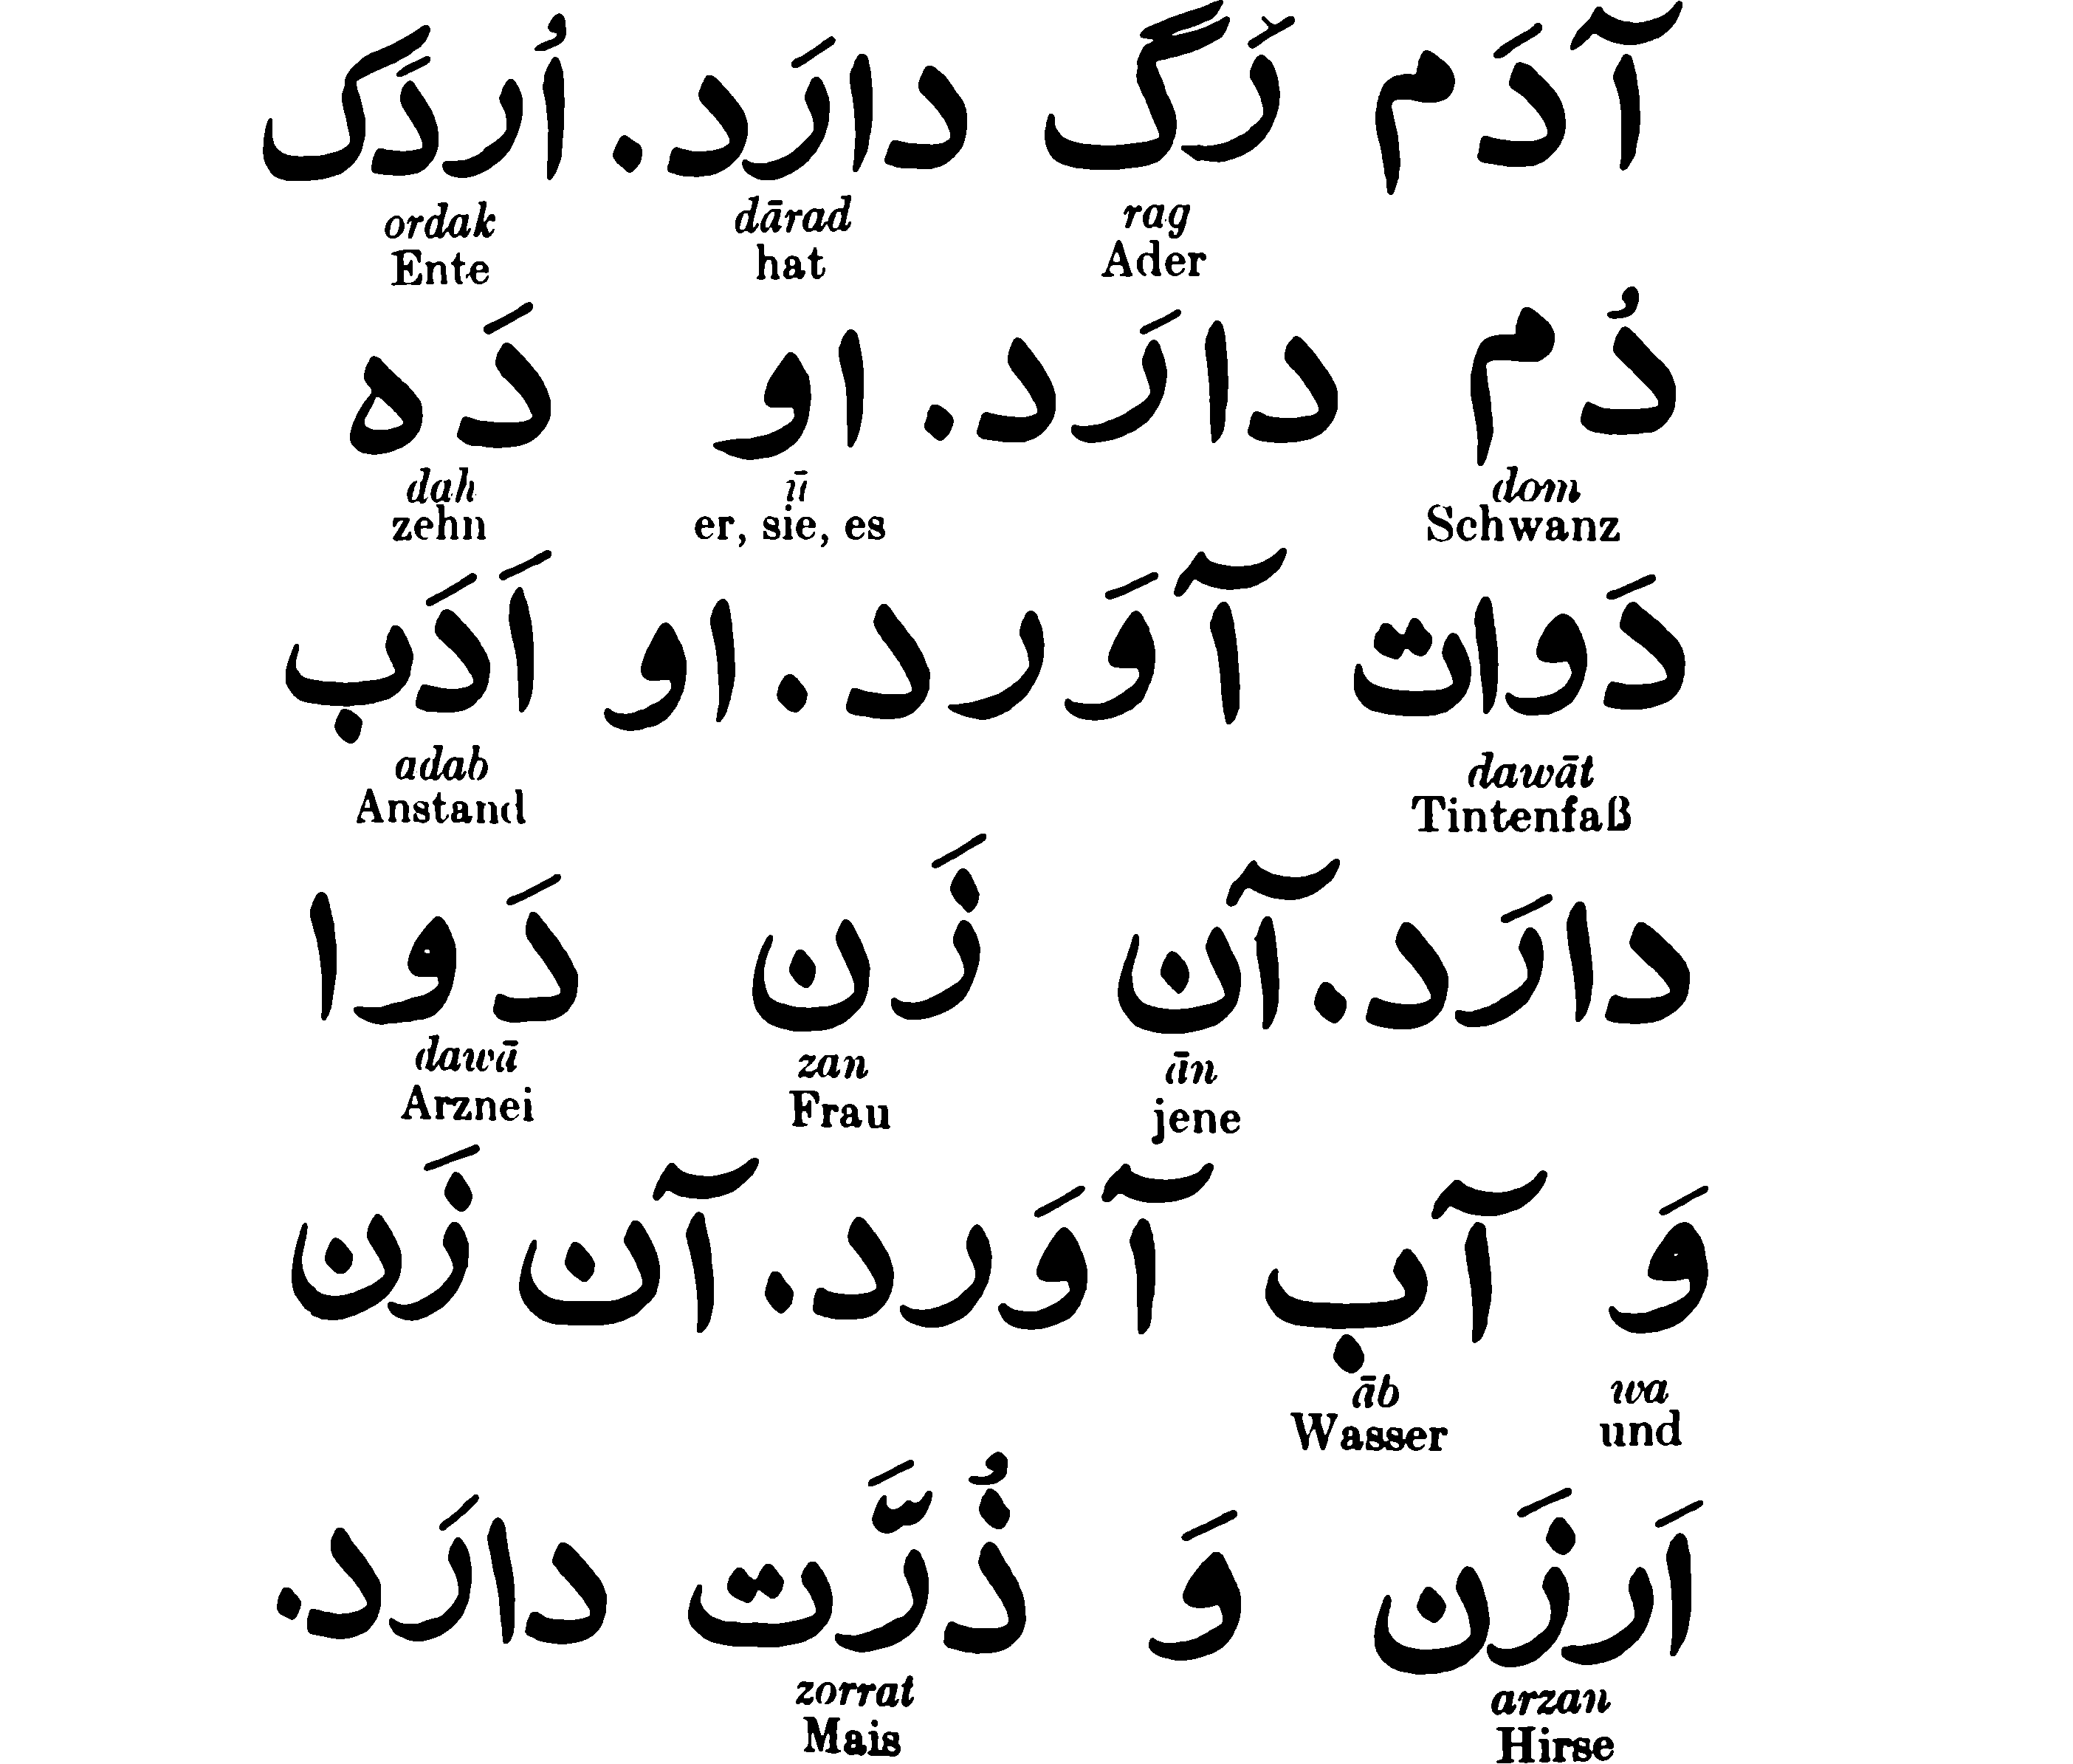 آدَم رَگ دارَد. اُردَک
ordak dārad rag
Ente hat Ader
دُم دارَد. او دَه
dah ū dom
zehn er, sie, es Schwanz
دَوات آوَرد. او اَدَب
adab dawāt
Anstand Tintenfaß
دارَد. آن زَن دَوا
dawā zan ān
Arznei Frau jene
وَ آب آوَرد. آن زَن
āb wa
Wasser und
اَرزَن وَ ذُرَّت دارَد.
zorrat arzan
Mais Hirse